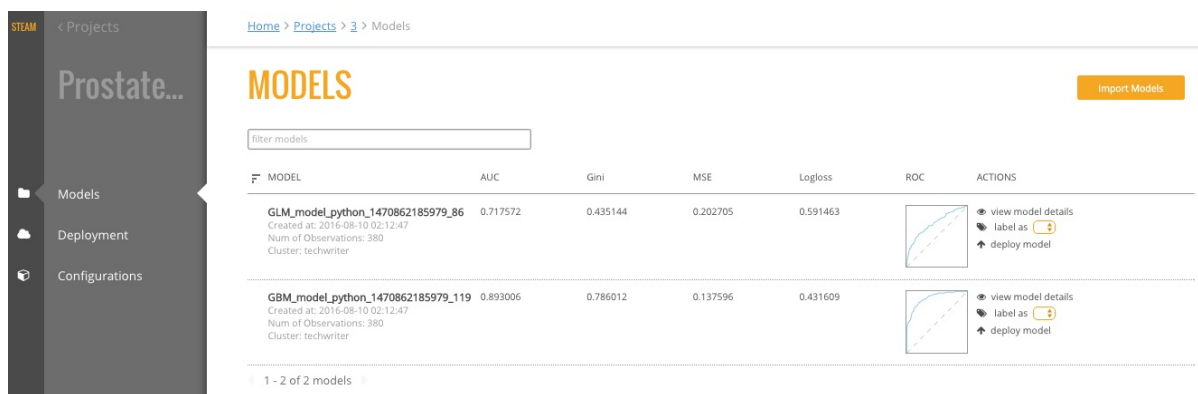 STEAM
< Projects
Prostate...
Models
Deployment
Configurations
Home > Projects > 3 > Models
MODELS
Import Models
filter models
MODEL AUC Gini MSE Logloss ROC ACTIONS
GLM_model_python_1470862185979_86 0.717572 0.435144 0.202705 0.591463 view model details
Created at: 2016-08-10 02:12:47
Num of Observations: 380
Cluster: techwriter
label as
deploy model
GBM_model_python_1470862185979_119 0.893006 0.786012 0.137596 0.431609 view model details
Created at: 2016-08-10 02:12:47
Num of Observations: 380
Cluster: techwriter
label as
deploy model
1 - 2 of 2 models